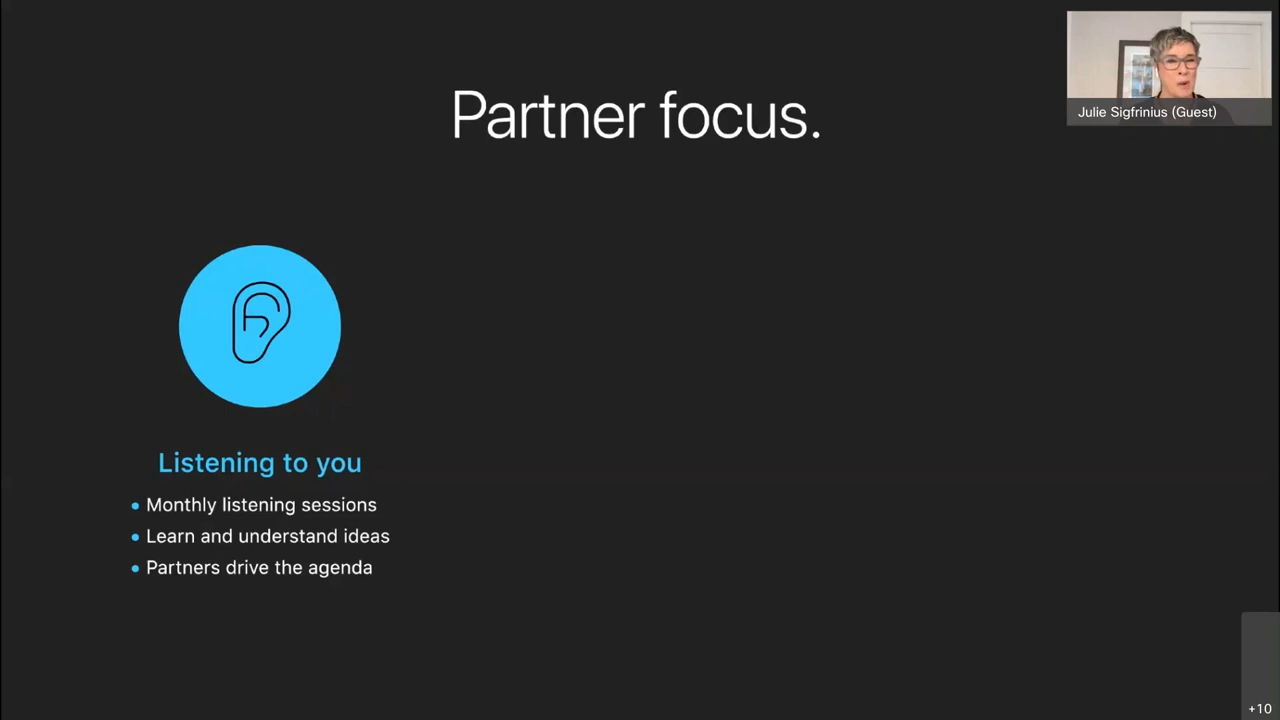 Partner focus.
Julie Sigfrinius (Guest)
Listening to you
• Monthly listening sessions
• Learn and understand ideas
• Partners drive the agenda
+10